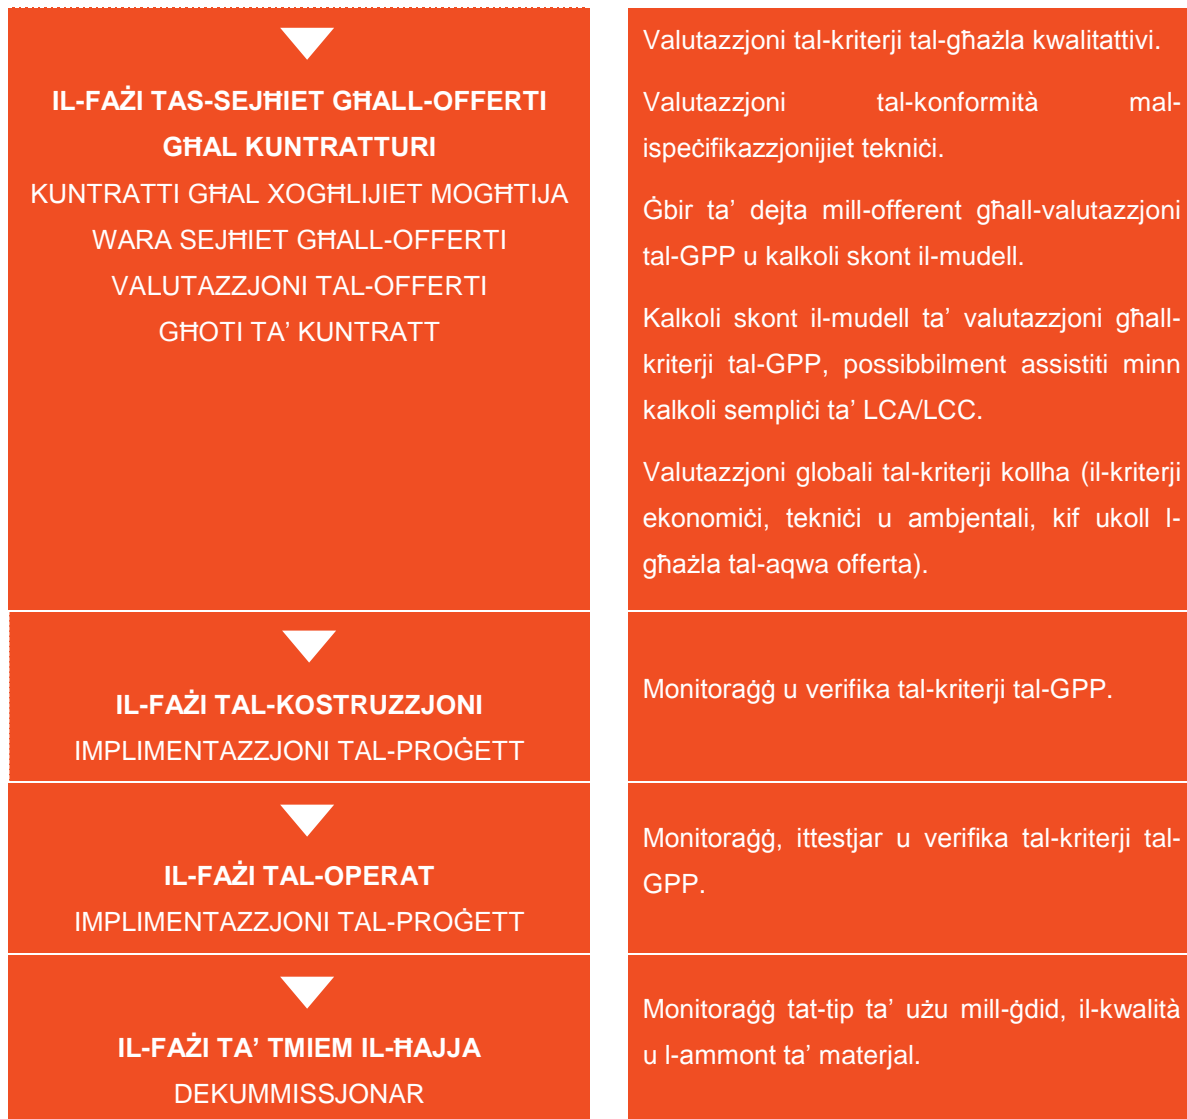 IL-FAŻI TAS-SEJĦIET GĦALL-OFFERTI
GĦAL KUNTRATTURI
KUNTRATTI GĦAL XOGĦLIJIET MOGĦTIJA
WARA SEJĦIET GĦALL-OFFERTI
VALUTAZZJONI TAL-OFFERTI
GĦOTI TA’ KUNTRATT
Valutazzjoni tal-kriterji tal-għażla kwalitattivi.
Valutazzjoni tal-konformità mal-
ispeċifikazzjonijiet tekniċi.
Ġbir ta’ dejta mill-offerent għall-valutazzjoni
tal-GPP u kalkoli skont il-mudell.
Kalkoli skont il-mudell ta’ valutazzjoni għall-
kriterji tal-GPP, possibbilment assistiti minn
kalkoli sempliċi ta’ LCA/LCC.
Valutazzjoni globali tal-kriterji kollha (il-kriterji
ekonomiċi, tekniċi u ambjentali, kif ukoll l-
għażla tal-aqwa offerta).
IL-FAŻI TAL-KOSTRUZZJONI
IMPLIMENTAZZJONI TAL-PROĠETT
Monitoraġġ u verifika tal-kriterji tal-GPP.
IL-FAŻI TAL-OPERAT
IMPLIMENTAZZJONI TAL-PROĠETT
Monitoraġġ, ittestjar u verifika tal-kriterji tal-
GPP.
IL-FAŻI TA’ TMIEM IL-ĦAJJA
DEKUMMISSJONAR
Monitoraġġ tat-tip ta’ użu mill-ġdid, il-kwalità
u l-ammont ta’ materjal.